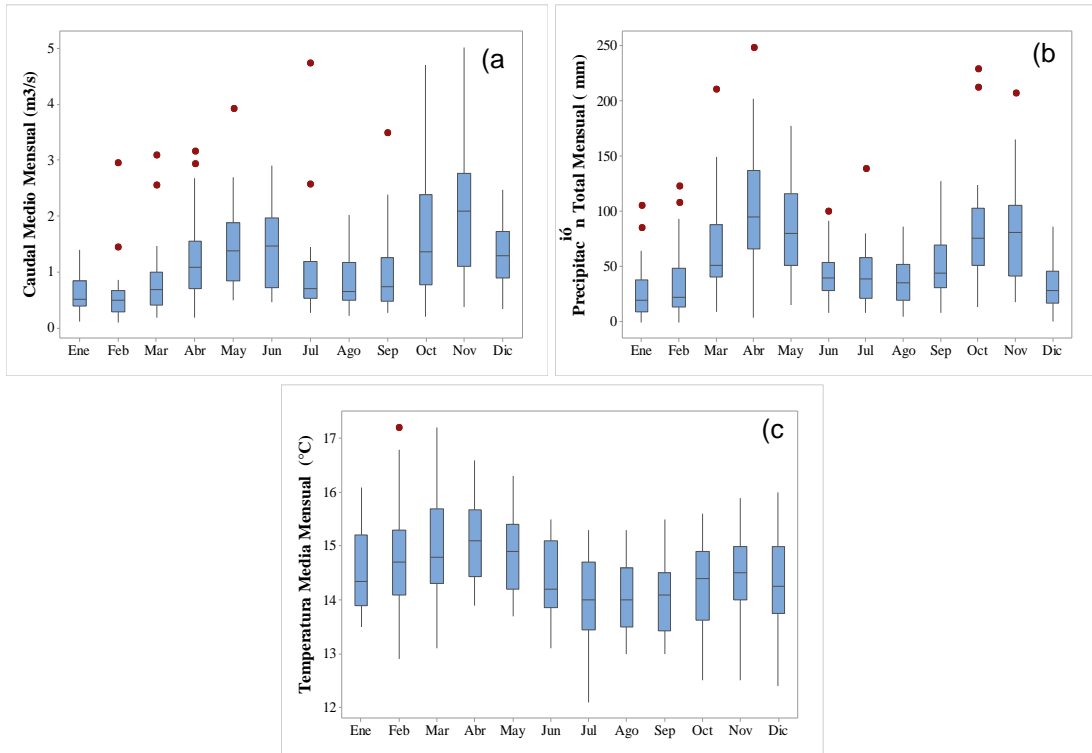 (a
Caudal Medio Mensual (m3/s)
5
4
3
2
1
0
Ene Feb Mar Abr May Jun Jul Ago Sep Oct Nov Dic
(b
Precipitac ió n Total Mensual ( mm)
250
200
150
100
50
0
Ene Feb Mar Abr May Jun Jul Ago Sep Oct Nov Dic
(c
Temperatura Media Mensual (°C)
17
16
15
14
13
12
Ene Feb Mar Abr May Jun Jul Ago Sep Oct Nov Dic